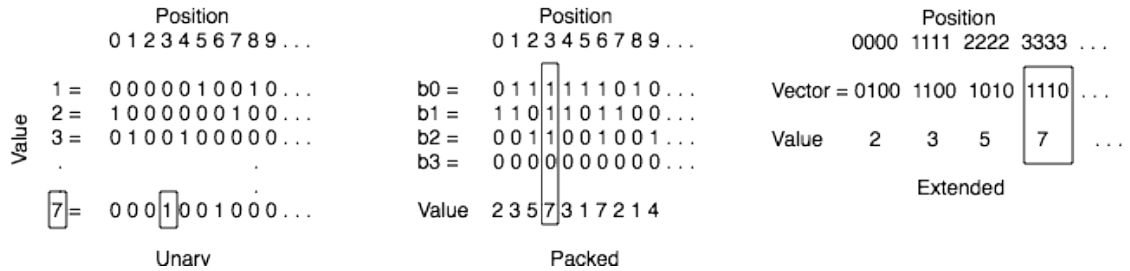 Position
0 1 2 3 4 5 6 7 8 9 . . .
Value
1 = 0 0 0 0 0 1 0 0 1 0 . . .
2 = 1 0 0 0 0 0 0 1 0 0 . . .
3 = 0 1 0 0 1 0 0 0 0 0 . . .
. .
. .
7 = 0 0 0 1 0 0 1 0 0 0 . . .
Unary
Position
0 1 2 3 4 5 6 7 8 9 . . .
b0 = 0 1 1 1 1 1 1 0 1 0 . . .
b1 = 1 1 0 1 1 0 1 1 0 0 . . .
b2 = 0 0 1 1 0 0 1 0 0 1 . . .
b3 = 0 0 0 0 0 0 0 0 0 0 . . .
Value 2 3 5 7 3 1 7 2 1 4
Packed
Position
0000 1111 2222 3333 . . .
Vector = 0100 1100 1010 1110 . . .
Value 2 3 5 7 . . .
Extended